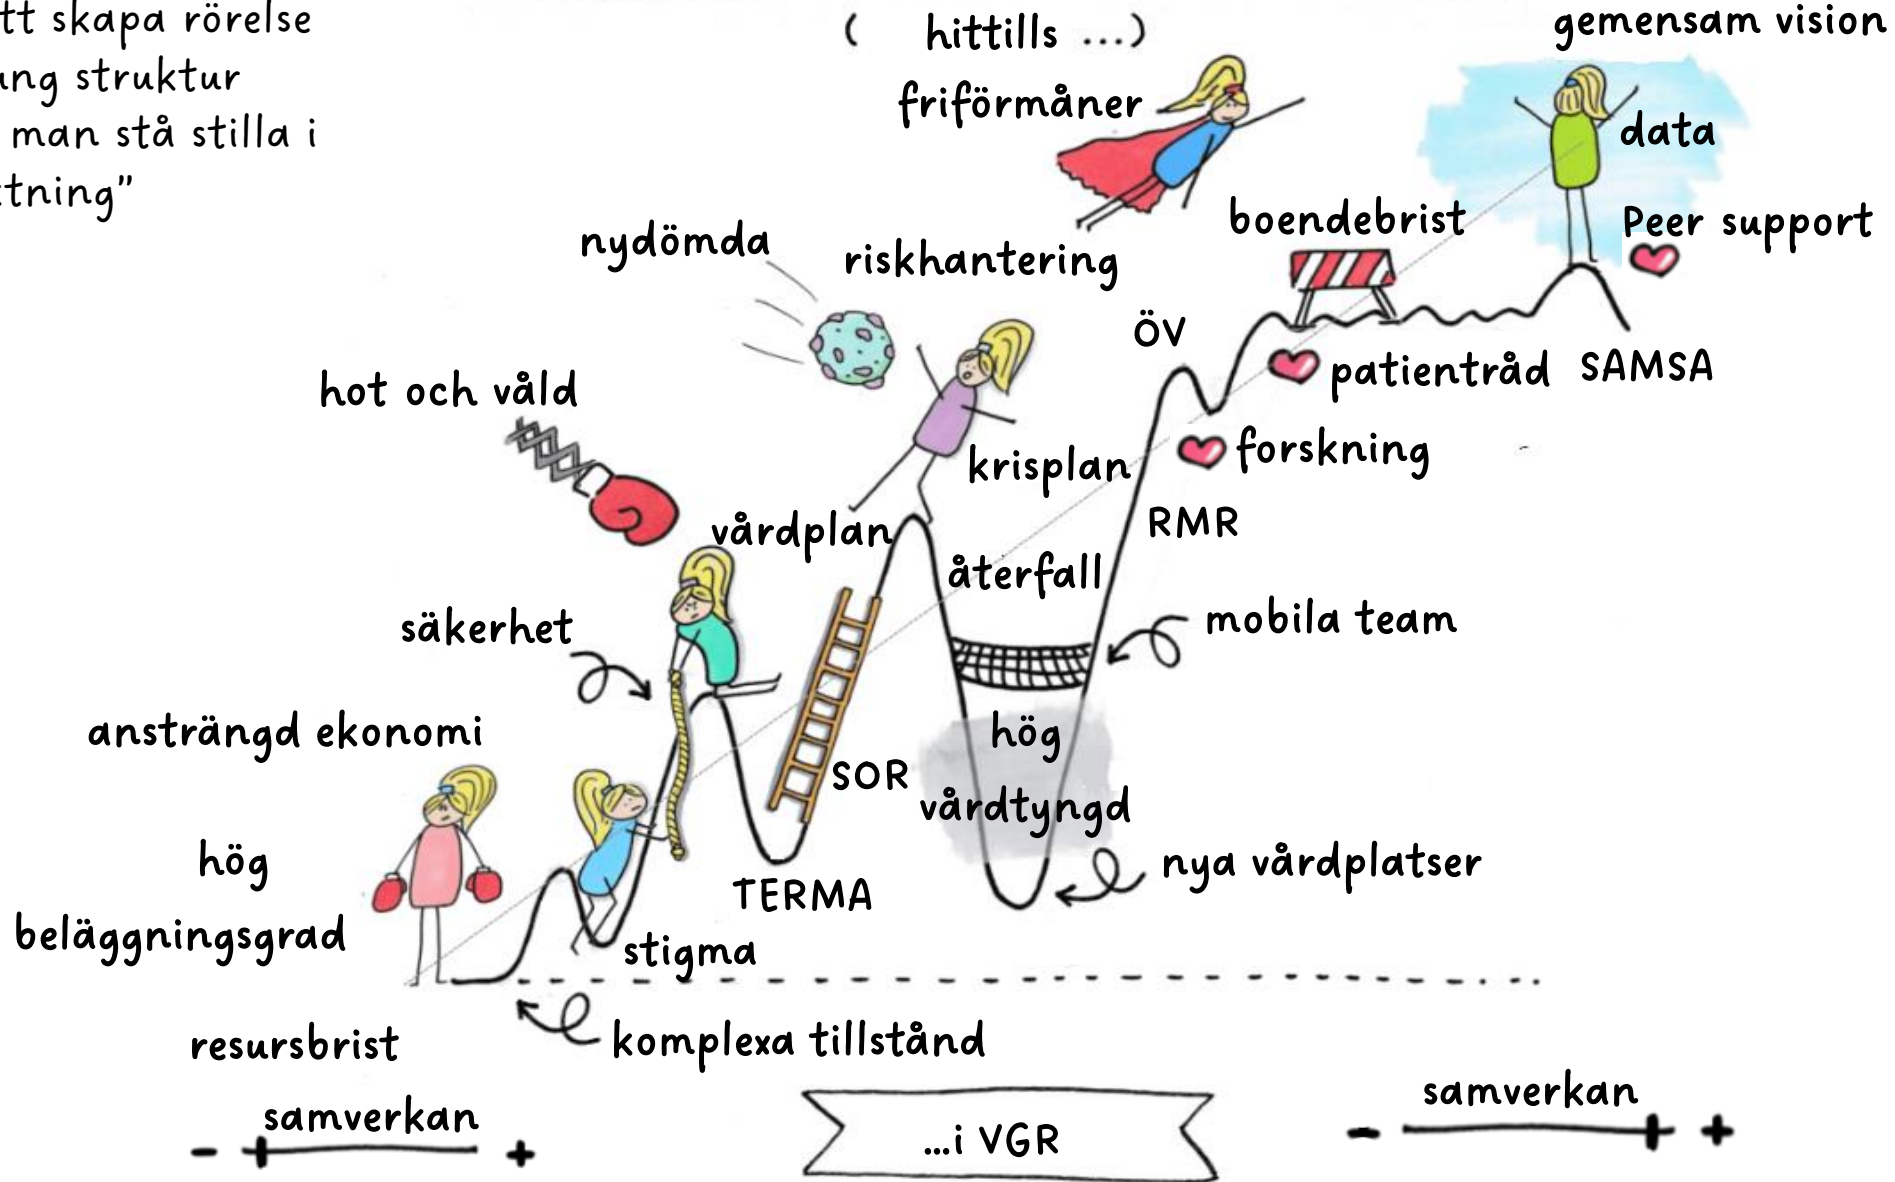 tt skapa rörelse
ung struktur
man stå stilla i
tning”
( hittills ...)
friförmåner
gemensam vision
data
Peer support
boendebrist
nydömda
riskhantering
ÖV
hot och våld
patientråd SAMSA
krisplan
forskning
vårdplan
RMR
återfall
säkerhet
mobila team
ansträngd ekonomi
hög
vårdtyngd
SOR
hög
beläggningsgrad
nya vårdplatser
TERMA
stigma
resursbrist
komplexa tillstånd
samverkan
- +
...i VGR
samverkan
- +